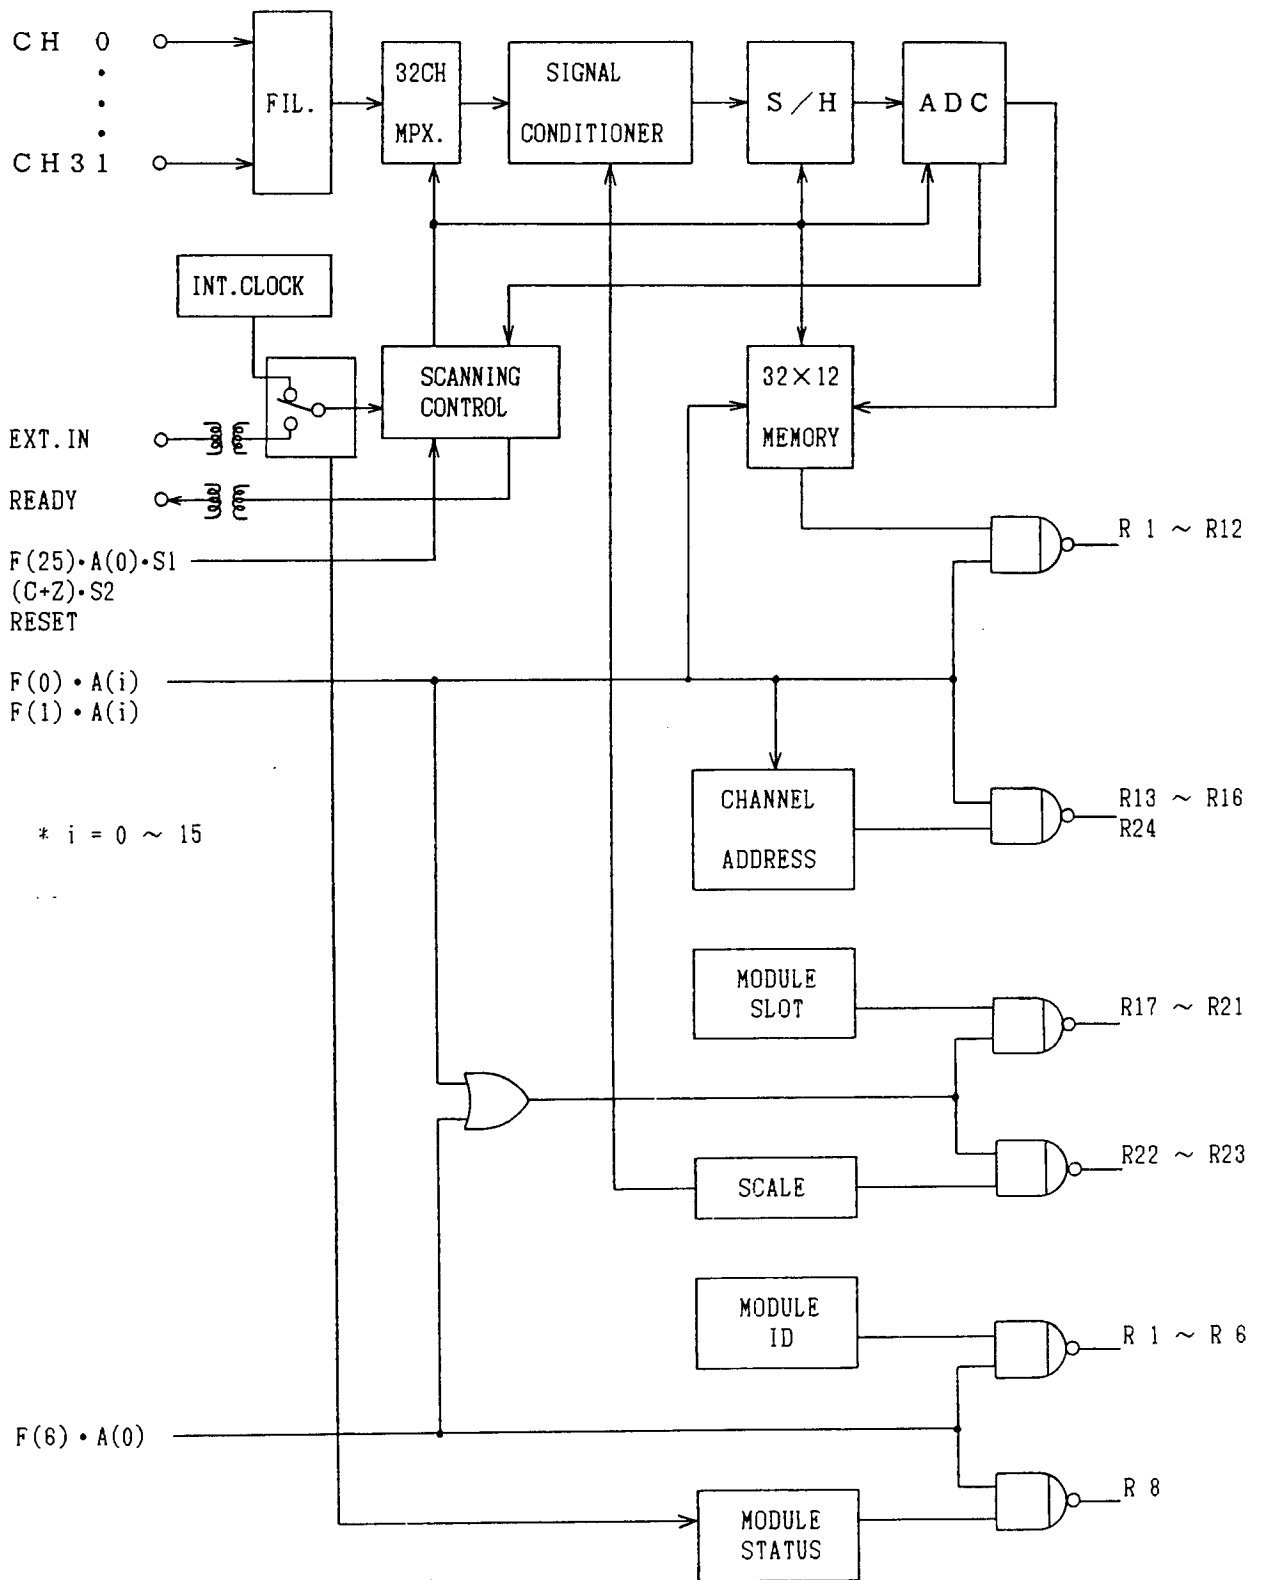 CH 0
CH31
FIL.
32CH
MPX.
SIGNAL
CONDITIONER
S/H
ADC
INT.CLOCK
SCANNING
CONTROL
32×12
MEMORY
EXT.IN
READY
F(25)•A(0)•S1
(C+Z)•S2
RESET
R 1 ~ R12
F(0)•A(i)
F(1)•A(i)
CHANNEL
ADDRESS
R13 ~ R16
R24
* i = 0 ~ 15
MODULE
SLOT
R17 ~ R21
SCALE
R22 ~ R23
MODULE
ID
R 1 ~ R 6
F(6)•A(0)
MODULE
STATUS
R 8